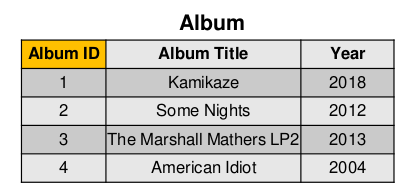 Album
Album ID Album Title Year
1 Kamikaze 2018
2 Some Nights 2012
3 The Marshall Mathers LP2 2013
4 American Idiot 2004